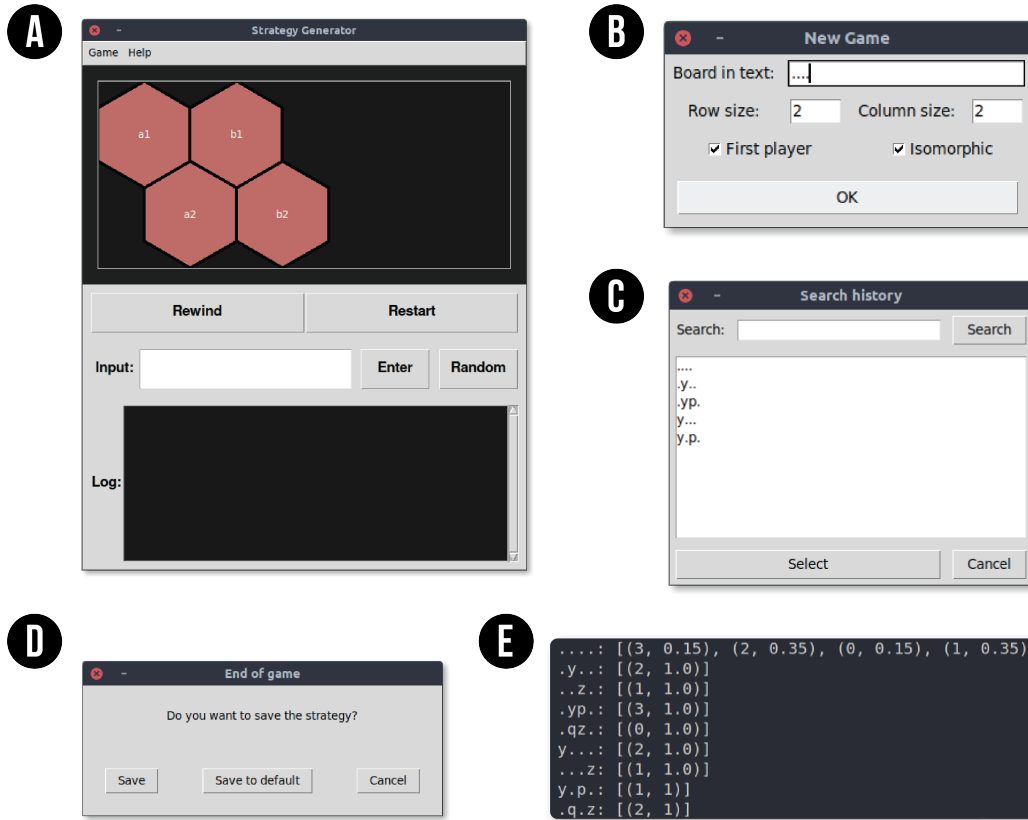 A
Strategy Generator
Game Help
a1 b1
a2 b2
Rewind Restart
Input: Enter Random
Log:
B
New Game
Board in text: ....
Row size: 2 Column size: 2
First player Isomorphic
OK
C
Search history
Search: Search
....
.y..
.yp.
y...
y.p.
Select Cancel
D
End of game
Do you want to save the strategy?
Save Save to default Cancel
E
....: [(3, 0.15), (2, 0.35), (0, 0.15), (1, 0.35)
.y..: [(2, 1.0)]
..z.: [(1, 1.0)]
.yp.: [(3, 1.0)]
.qz.: [(0, 1.0)]
y...: [(2, 1.0)]
...z: [(1, 1.0)]
y.p.: [(1, 1)]
.q.z: [(2, 1)]